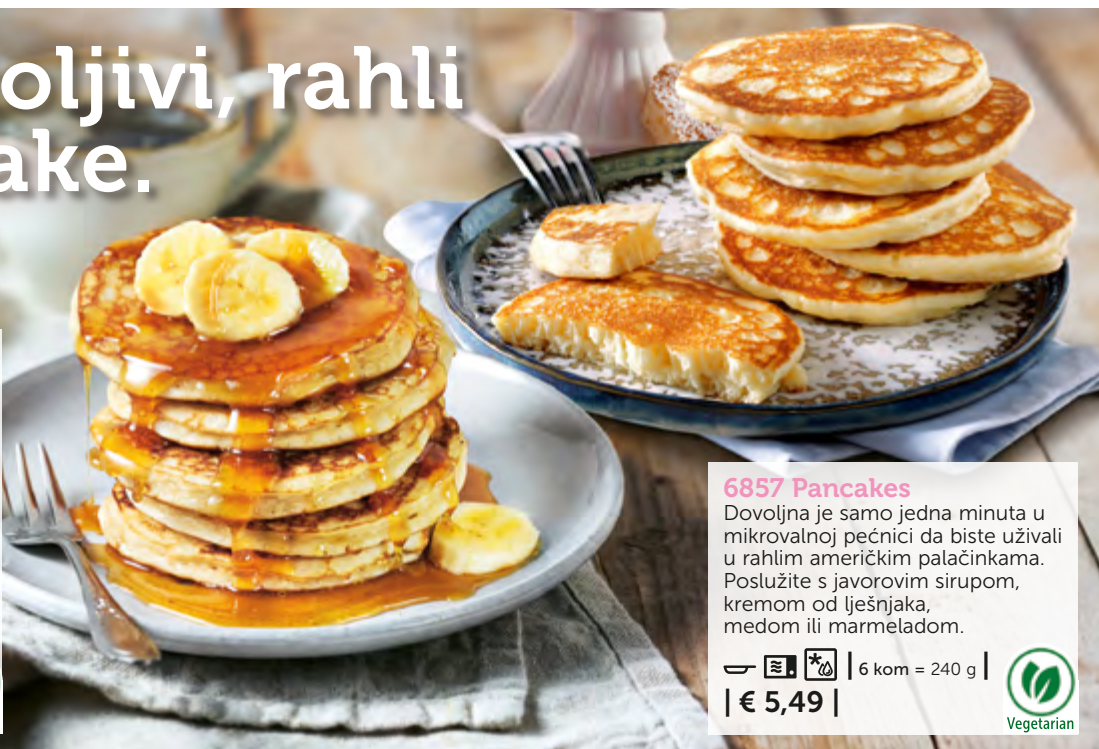 oljivi, rahli
ake.
6857 Pancakes
Dovoljna je samo jedna minuta u
mikrovalnoj pećnici da biste uživali
u rahlim američkim palačinkama.
Poslužite s javorovim sirupom,
kremom od lješnjaka,
medom ili marmeladom.
| 6 kom = 240 g |
| € 5,49 |
Vegetarian